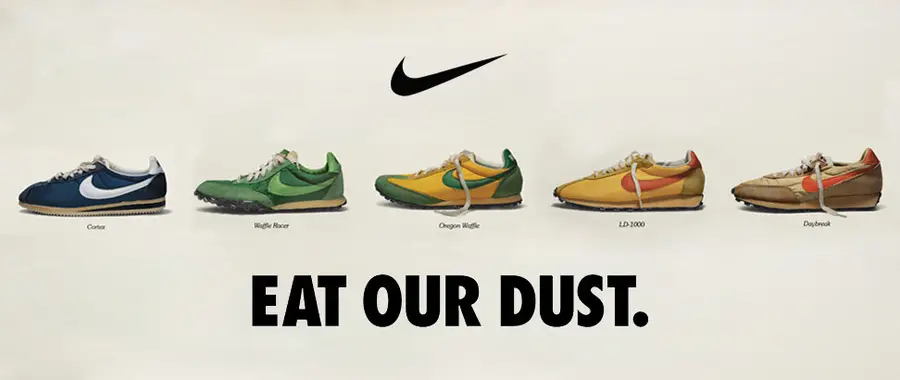 Cortez
Waffle Racer
Oregon Waffle
LD-1000
Daybreak
EAT OUR DUST.